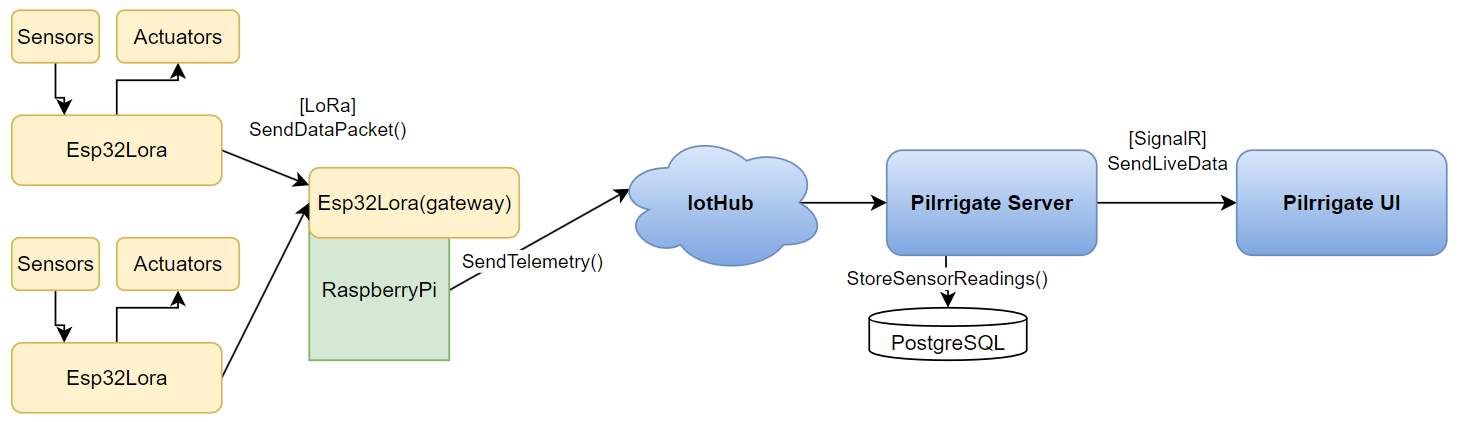 Sensors
Actuators
Esp32Lora
[LoRa]
SendDataPacket()
Esp32Lora(gateway)
RaspberryPi
Sensors
Actuators
Esp32Lora
SendTelemetry()
IotHub
PiIrrigate Server
StoreSensorReadings()
PostgreSQL
[SignalR]
SendLiveData
PiIrrigate UI